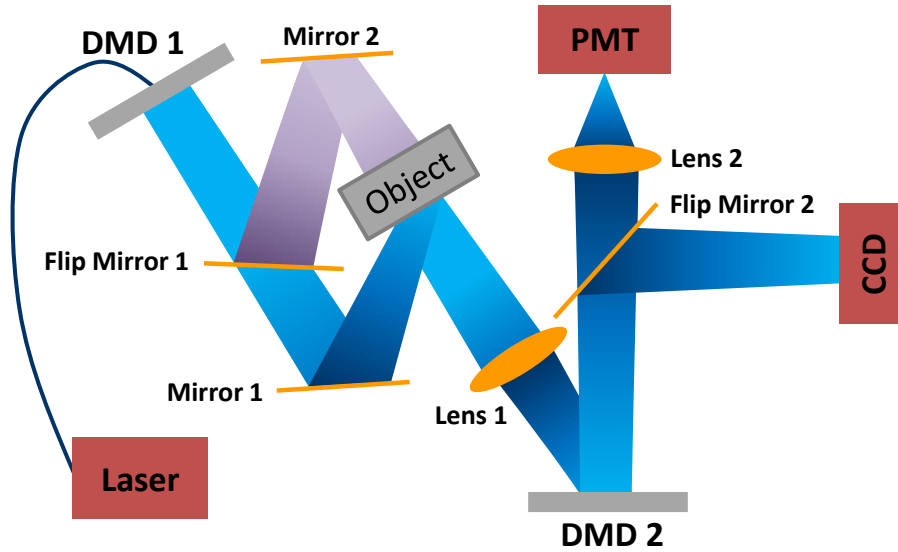 DMD 1
Mirror 2
PMT
Lens 2
Object
Flip Mirror 2
Flip Mirror 1
CCD
Mirror 1
Lens 1
Laser
DMD 2